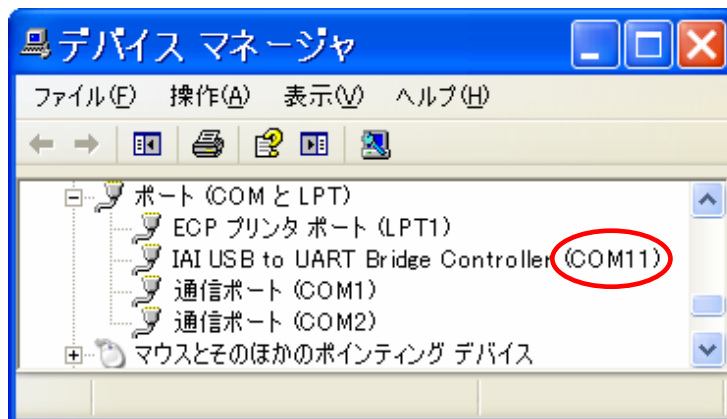 デバイス マネージャ
ファイル(F) 操作(A) 表示(V) ヘルプ(H)
ポート (COM と LPT)
ECP プリンタ ポート (LPT1)
IAI USB to UART Bridge Controller (COM11)
通信ポート (COM1)
通信ポート (COM2)
マウスとそのほかのポインティング デバイス